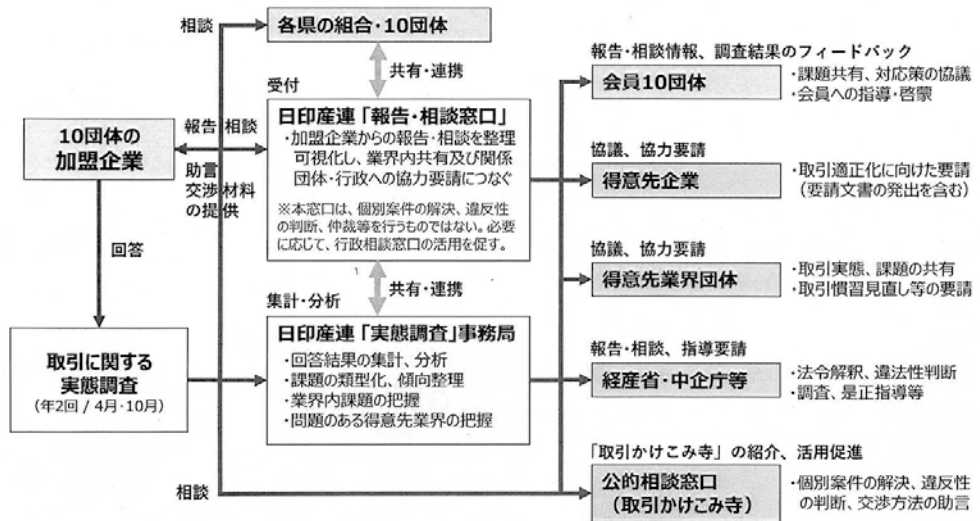 相談
各県の組合・10団体
共有・連携
受付
日印産連「報告・相談窓口」
・加盟企業からの報告・相談を整理
可視化し、業界内共有及び関係
団体・行政への協力要請につなぐ
※本窓口は、個別案件の解決、違反性
の判断、仲裁等を行うものではない。必要
に応じて、行政相談窓口の活用を促す。
10団体の
加盟企業
報告
相談
助言
交渉材料
の提供
回答
共有・連携
集計・分析
日印産連「実態調査」事務局
・回答結果の集計、分析
・課題の類型化、傾向整理
・業界内課題の把握
・問題のある得意先業界の把握
取引に関する
実態調査
(年2回 / 4月・10月)
相談
報告・相談情報、調査結果のフィードバック
会員10団体
・課題共有、対応策の協議
・会員への指導・啓蒙
協議、協力要請
得意先企業
・取引適正化に向けた要請
(要請文書の発出を含む)
協議、協力要請
得意先業界団体
・取引実態、課題の共有
・取引慣習見直し等の要請
報告・相談、指導要請
経産省・中企庁等
・法令解釈、違法性判断
・調査、是正指導等
「取引かけこみ寺」の紹介、活用促進
公的相談窓口
(取引かけこみ寺)
・個別案件の解決、違反性
の判断、交渉方法の助言